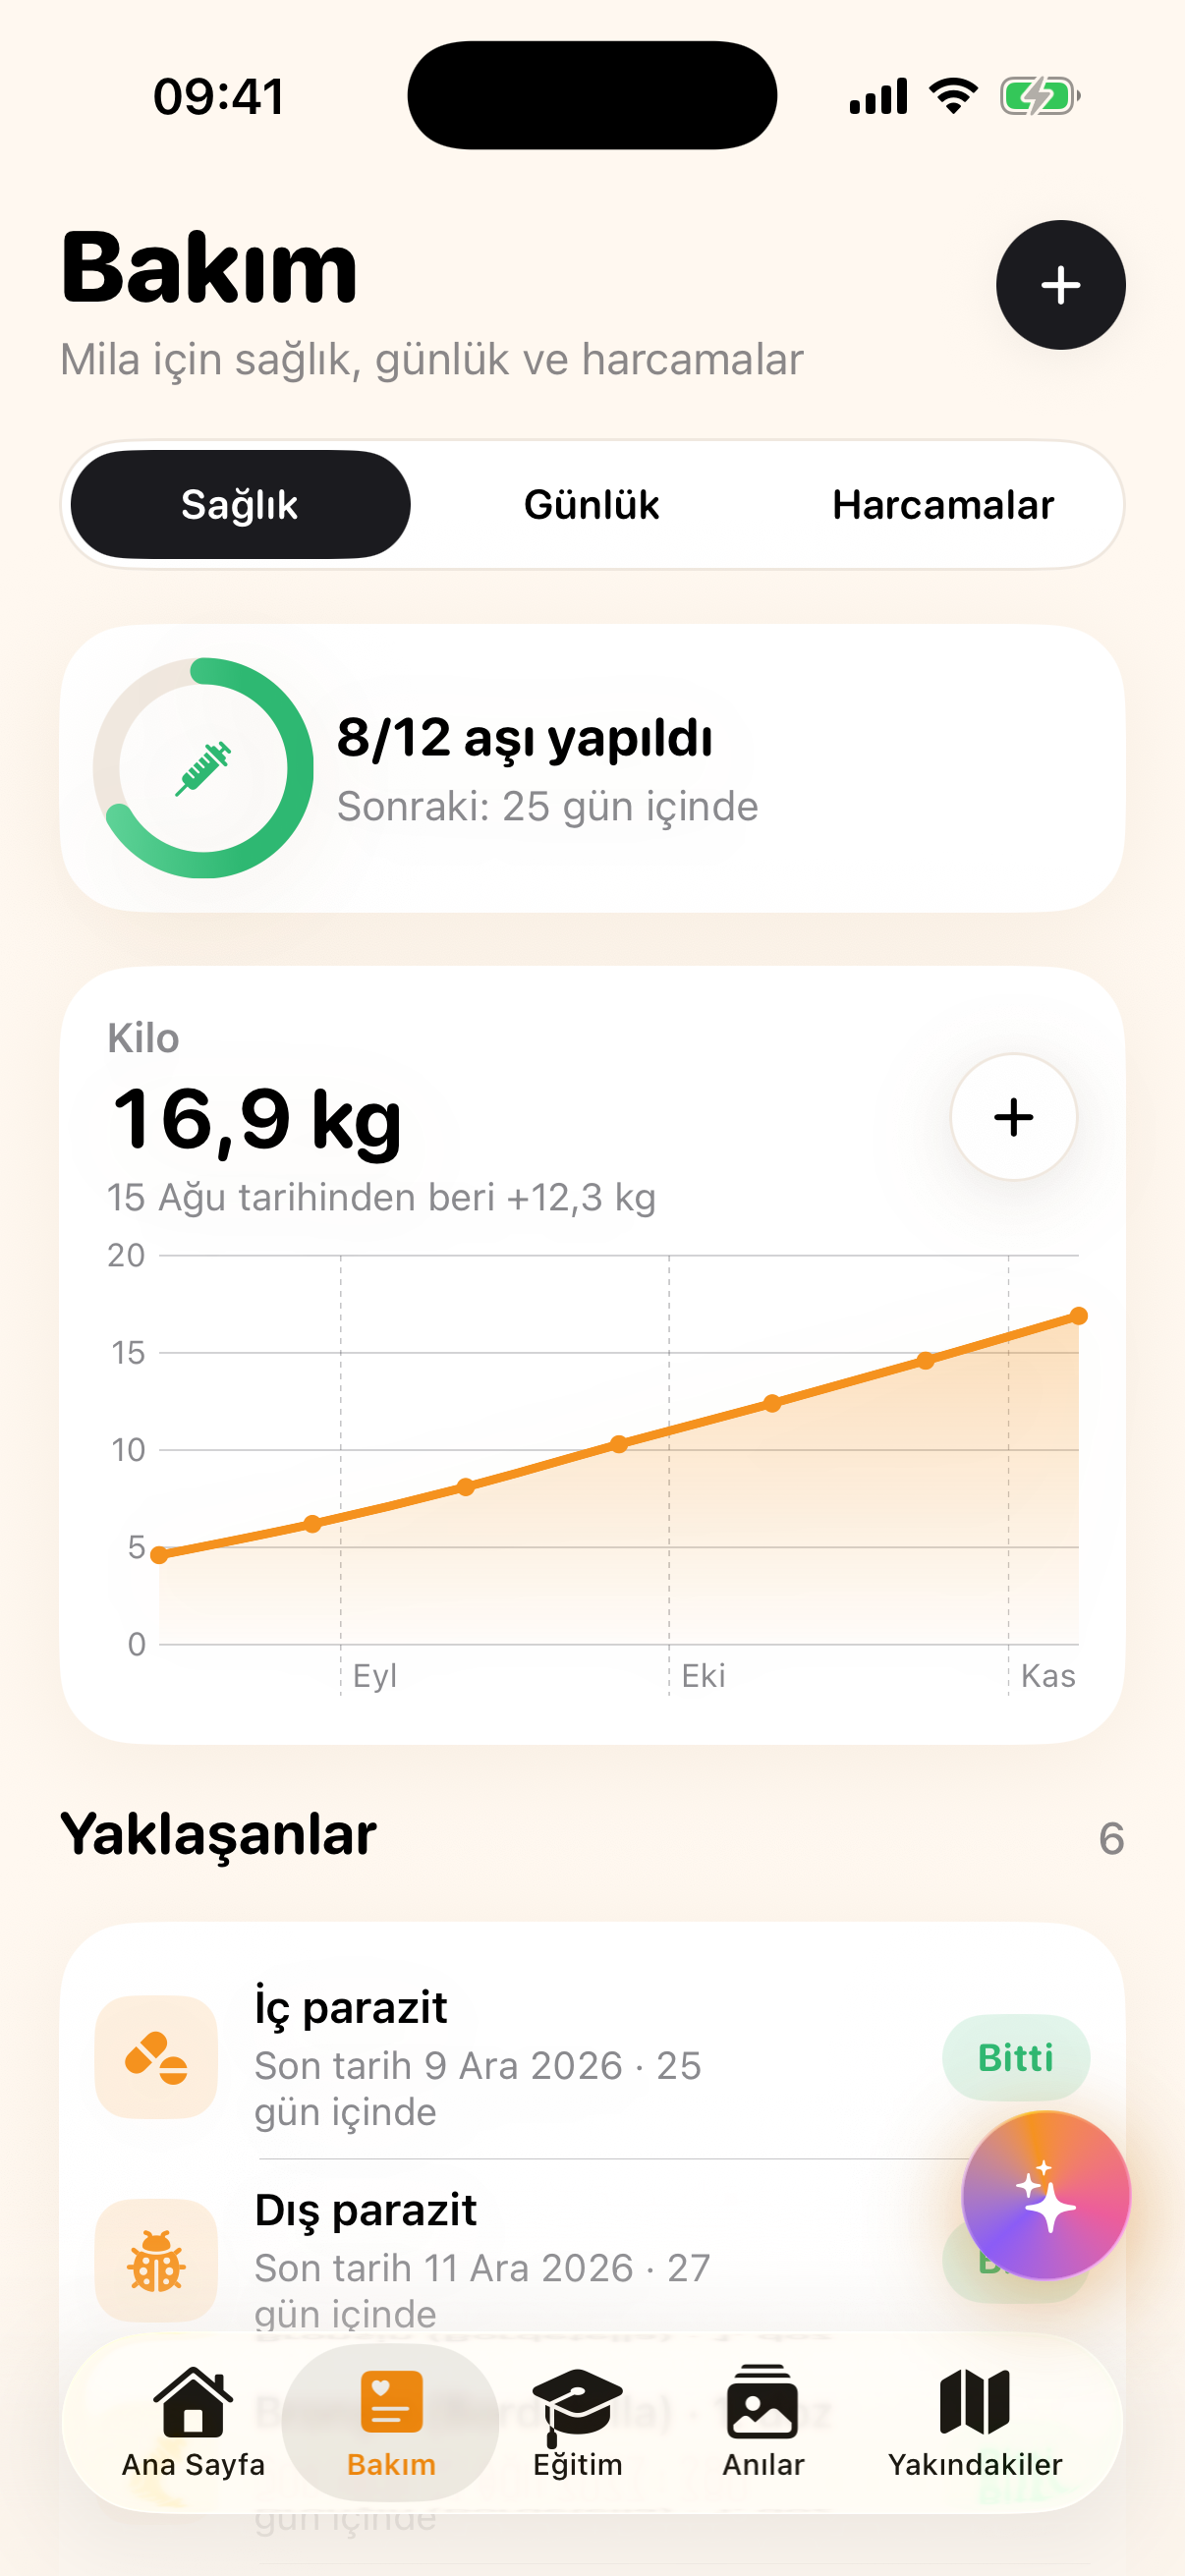 09:41
Bakım
Mila için sağlık, günlük ve harcamalar
Sağlık
Günlük
Harcamalar
8/12 aşı yapıldı
Sonraki: 25 gün içinde
Kilo
16,9 kg
15 Ağu tarihinden beri +12,3 kg
20
15
10
5
0
Eyl
Eki
Kas
Yaklaşanlar
6
İç parazit
Son tarih 9 Ara 2026 · 25
gün içinde
Bitti
Dış parazit
Son tarih 11 Ara 2026 · 27
gün içinde
Ana Sayfa
Bakım
Eğitim
Anılar
Yakındakiler
gün içinde